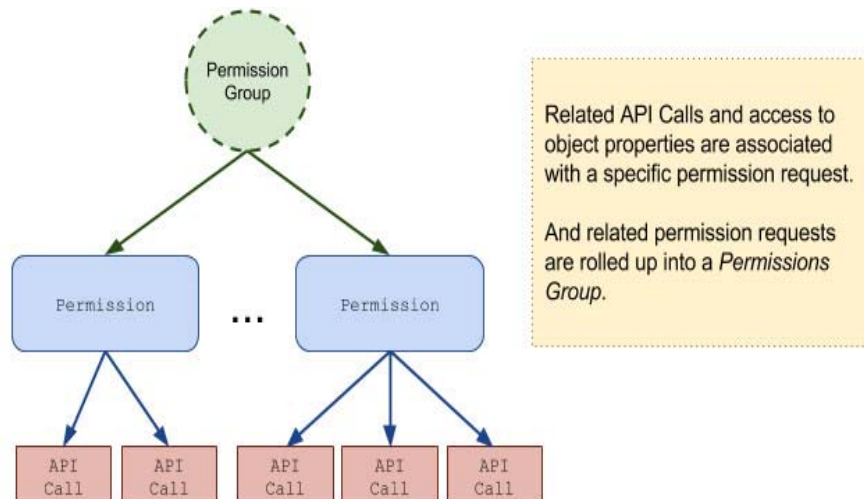 Permission
Group
Related API Calls and access to
object properties are associated
with a specific permission request.
And related permission requests
are rolled up into a Permissions
Group.
Permission
...
Permission
API
Call
API
Call
API
Call
API
Call
API
Call